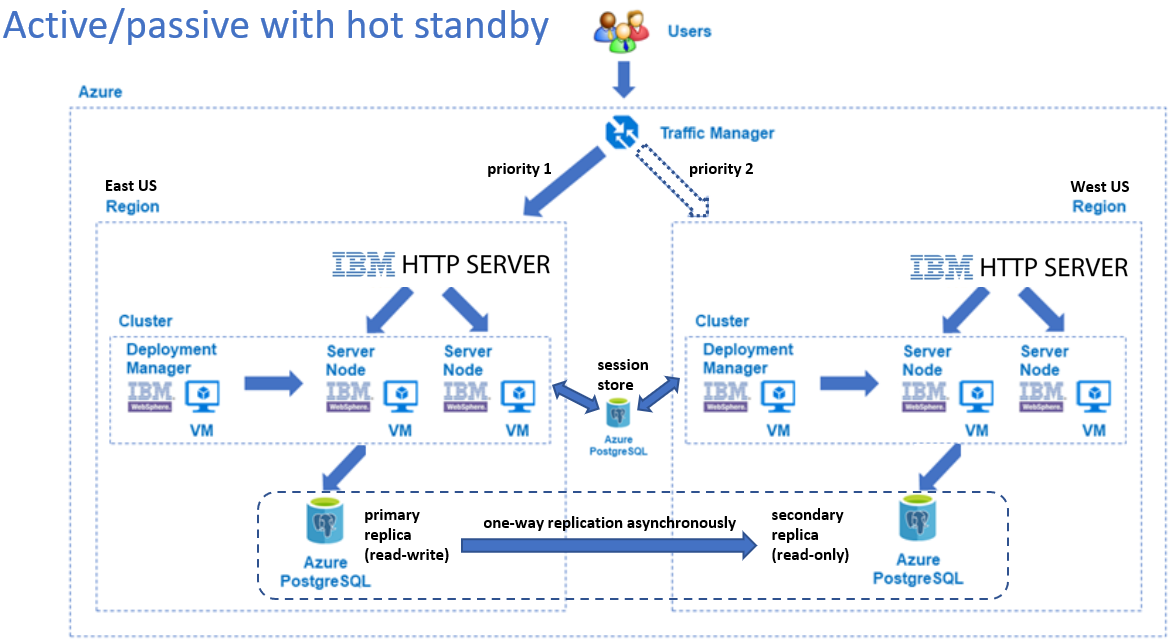 Active/passive with hot standby
Users
Azure
Traffic Manager
priority 1
priority 2
East US
Region
West US
Region
IBM HTTP SERVER
IBM HTTP SERVER
Cluster
Deployment
Manager
IBM
WebSphere.
VM
Server
Node
IBM
WebSphere.
VM
Server
Node
IBM
WebSphere.
VM
session
store
Azure
PostgreSQL
Cluster
Deployment
Manager
IBM
WebSphere.
VM
Server
Node
IBM
WebSphere.
VM
Server
Node
IBM
WebSphere.
VM
primary
replica
(read-write)
Azure
PostgreSQL
one-way replication asynchronously
secondary
replica
(read-only)
Azure
PostgreSQL